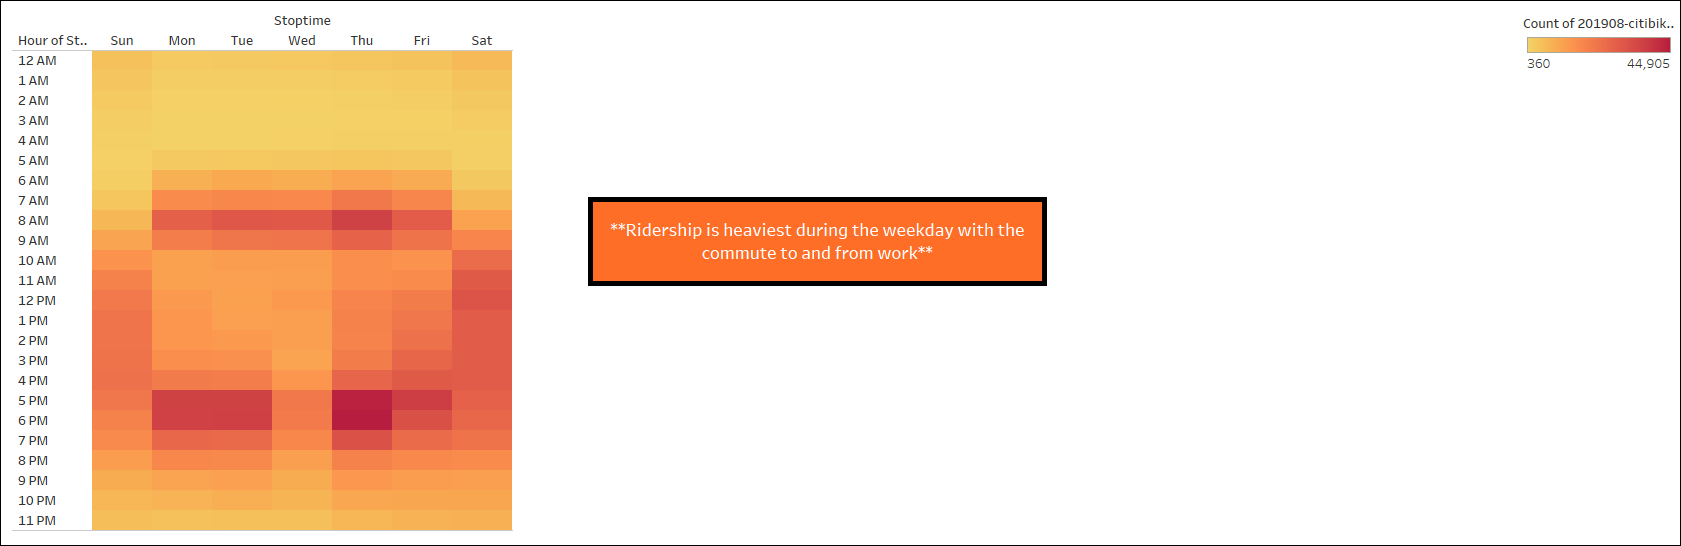 Stoptime
Hour of St.. Sun Mon Tue Wed Thu Fri Sat
12 AM
1 AM
2 AM
3 AM
4 AM
5 AM
6 AM
7 AM
8 AM
9 AM
10 AM
11 AM
12 PM
1 PM
2 PM
3 PM
4 PM
5 PM
6 PM
7 PM
8 PM
9 PM
10 PM
11 PM
**Ridership is heaviest during the weekday with the
commute to and from work**
Count of 201908-citibik..
360 44,905